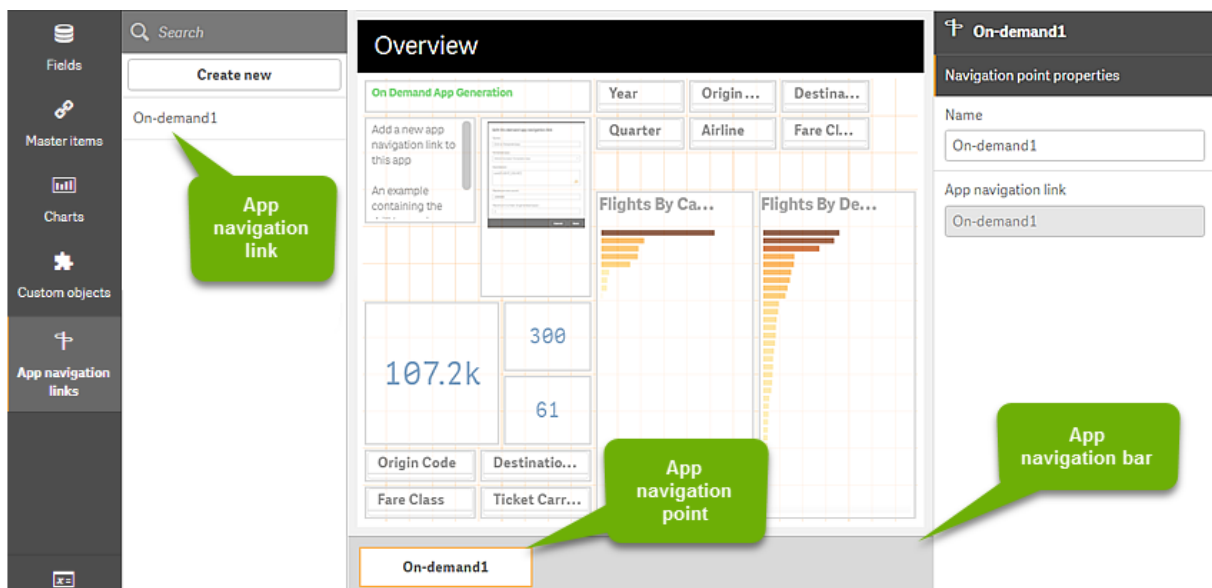 Fields
Master items
Charts
Custom objects
App navigation
links
Search
Create new
On-demand1
App
navigation
link
Overview
On Demand App Generation
Add a new app
navigation link to
this app
An example
containing the
Year
Origin ...
Destina...
Quarter
Airline
Fare Cl...
Flights By Ca...
Flights By De...
107.2k
300
61
Origin Code
Destinatio...
Fare Class
Ticket Carr...
App
navigation
point
On-demand1
App
navigation bar
On-demand1
Navigation point properties
Name
On-demand1
App navigation link
On-demand1